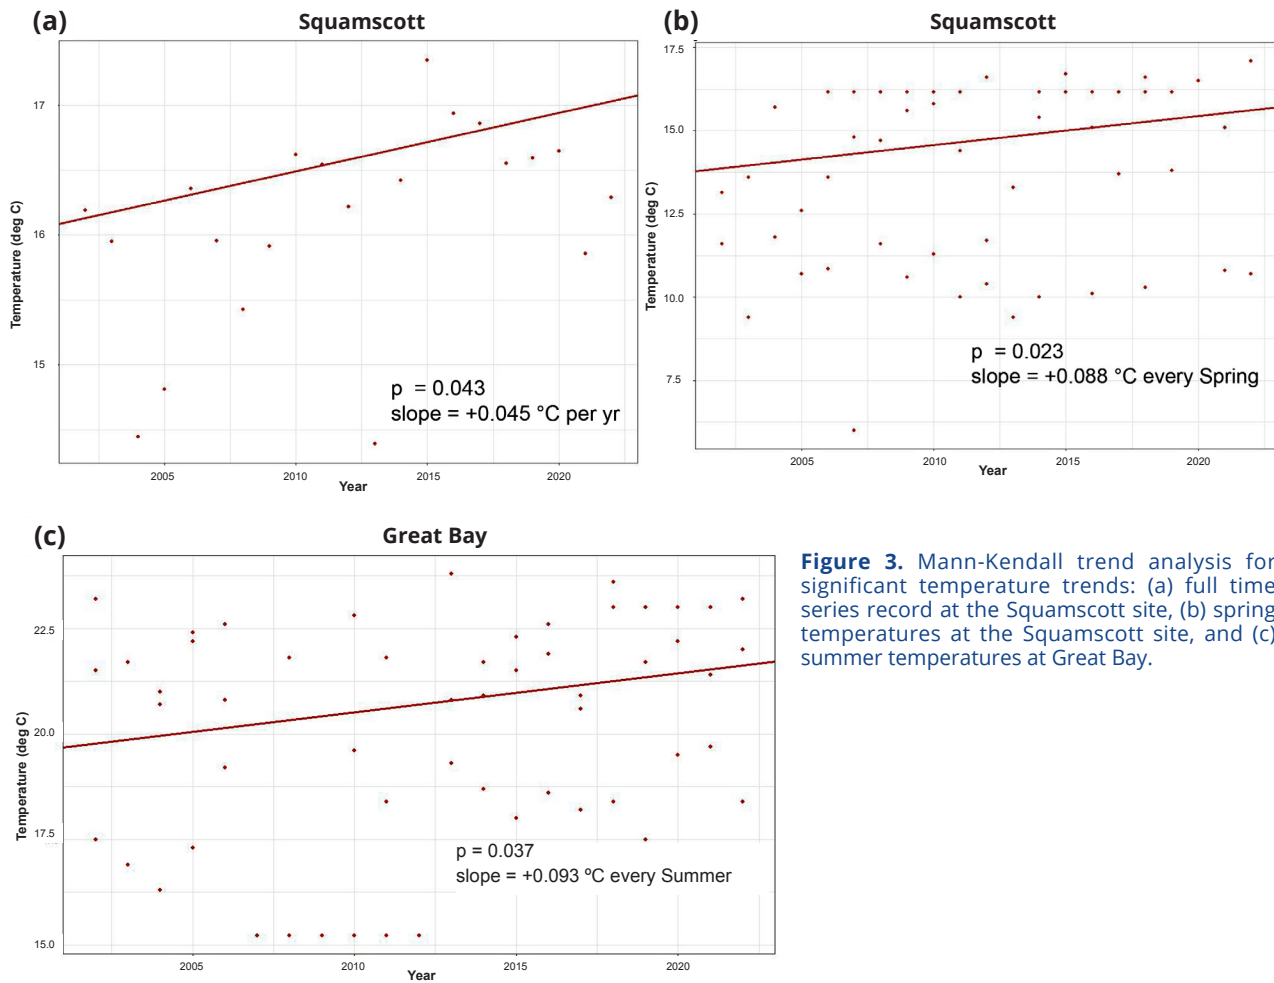 (a)
Squamscott
Temperature (deg C)
17
16
15
p = 0.043
slope = +0.045 °C per yr
2005
2010
2015
2020
Year
(b)
Squamscott
Temperature (deg C)
17.5
15.0
12.5
10.0
7.5
p = 0.023
slope = +0.088 °C every Spring
2005
2010
2015
2020
Year
(c)
Great Bay
Temperature (deg C)
22.5
20.0
17.5
15.0
p = 0.037
slope = +0.093 ºC every Summer
2005
2010
2015
2020
Year
Figure 3. Mann-Kendall trend analysis for
significant temperature trends: (a) full time
series record at the Squamscott site, (b) spring
temperatures at the Squamscott site, and (c)
summer temperatures at Great Bay.